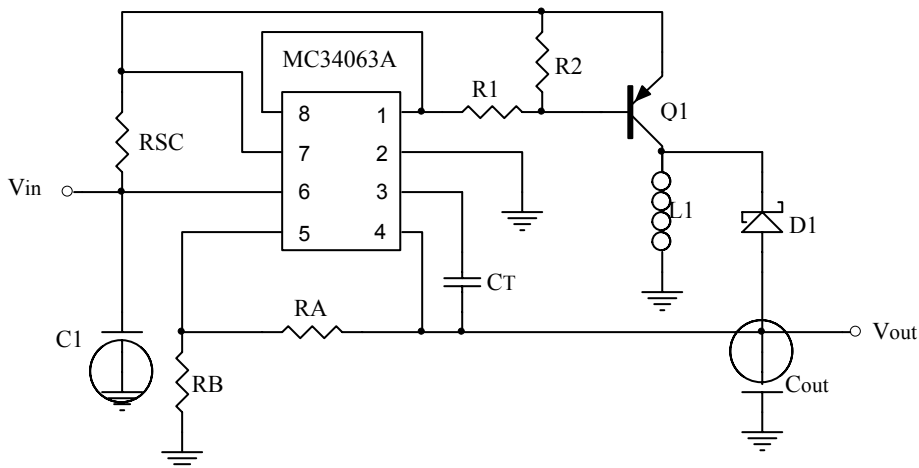 MC34063A
R2
R1
8
1
Q1
RSC
7
2
Vin
6
3
L1
D1
5
4
CT
RA
C1
Vout
RB
Cout